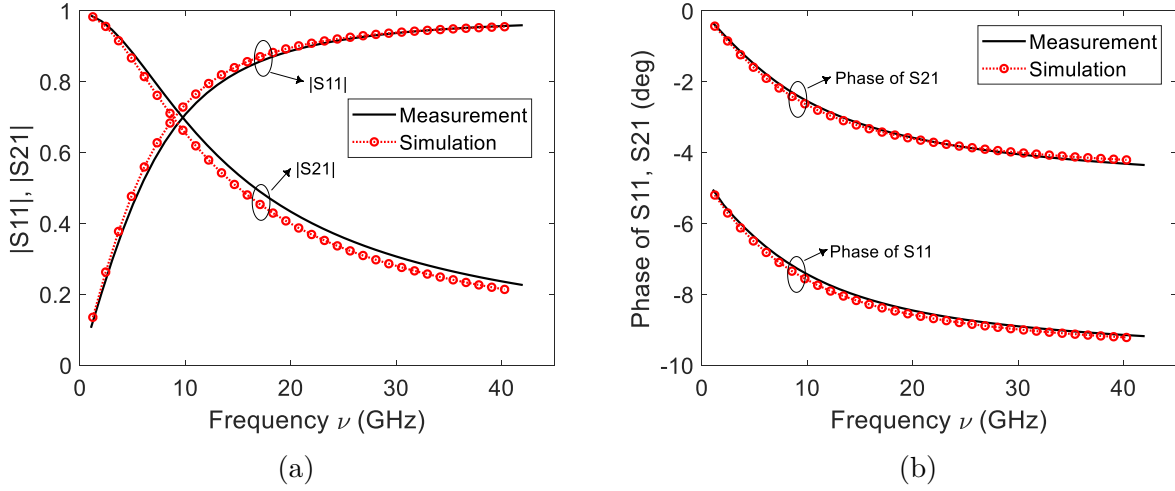 1
0.8
0.6
0.4
0.2
0
|S11|, |S21|
0
10
20
30
40
Frequency ν (GHz)
|S11|
|S21|
Measurement
Simulation
(a)
0
-2
-4
-6
-8
-10
Phase of S11, S21 (deg)
0
10
20
30
40
Frequency ν (GHz)
Measurement
Simulation
Phase of S21
Phase of S11
(b)